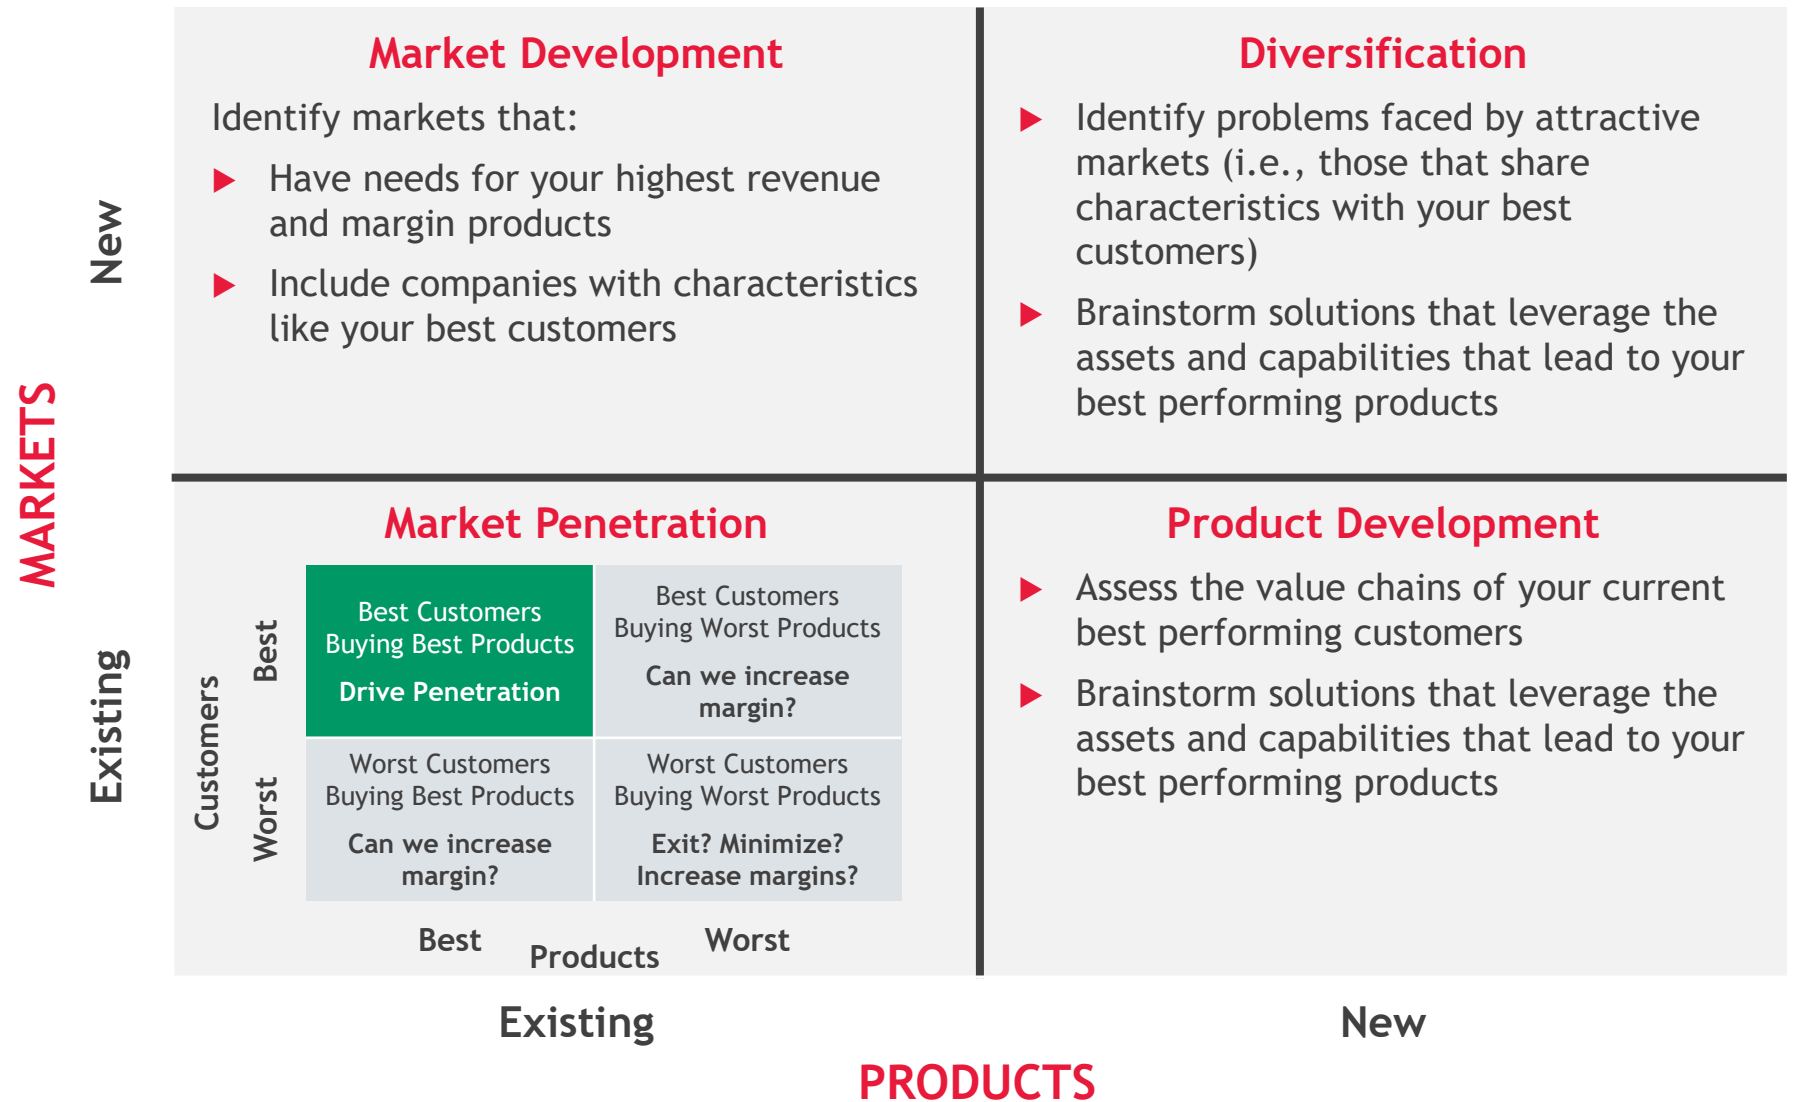 MARKETS
New
Existing
Market Development
Identify markets that:
Have needs for your highest revenue
and margin products
Include companies with characteristics
like your best customers
Diversification
Identify problems faced by attractive
markets (i.e., those that share
characteristics with your best
customers)
Brainstorm solutions that leverage the
assets and capabilities that lead to your
best performing products
Market Penetration
Customers
Best
Worst
Best Customers
Buying Best Products
Drive Penetration
Best Customers
Buying Worst Products
Can we increase
margin?
Worst Customers
Buying Best Products
Can we increase
margin?
Worst Customers
Buying Worst Products
Exit? Minimize?
Increase margins?
Best
Products
Worst
Product Development
Assess the value chains of your current
best performing customers
Brainstorm solutions that leverage the
assets and capabilities that lead to your
best performing products
Existing
New
PRODUCTS